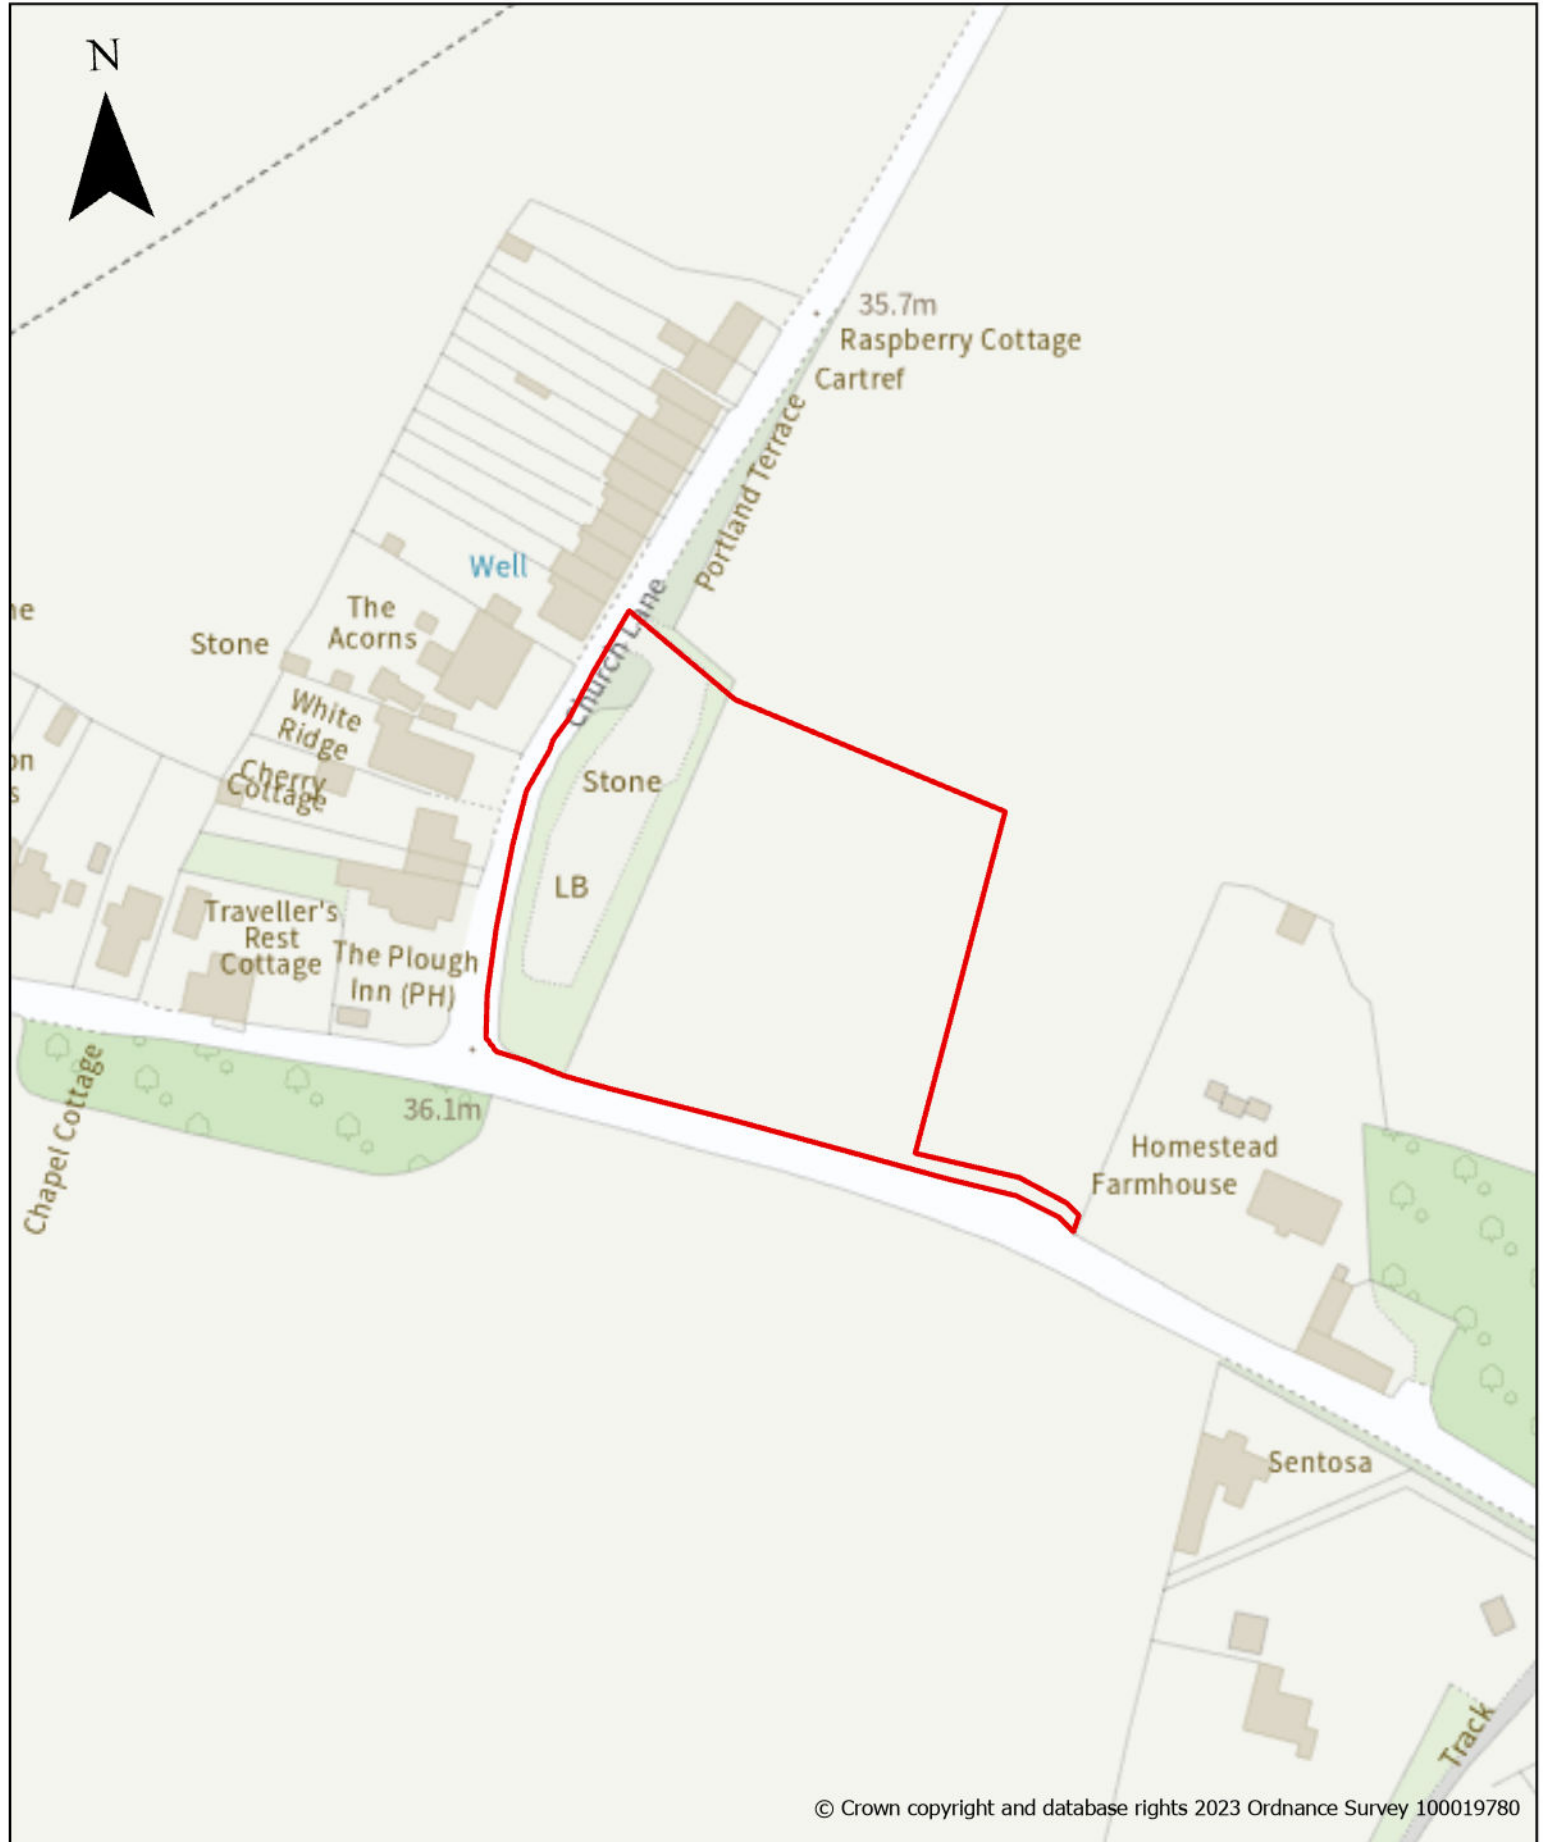 N
35.7m
Raspberry Cottage
Cartref
Portland Terrace
Well
Church Lane
The
Acorns
Stone
White
Ridge
Cherry
Cottage
Stone
LB
Traveller's
Rest
Cottage
The Plough
Inn (PH)
36.1m
Chapel Cottage
Homestead
Farmhouse
Sentosa
Track
© Crown copyright and database rights 2023 Ordnance Survey 100019780